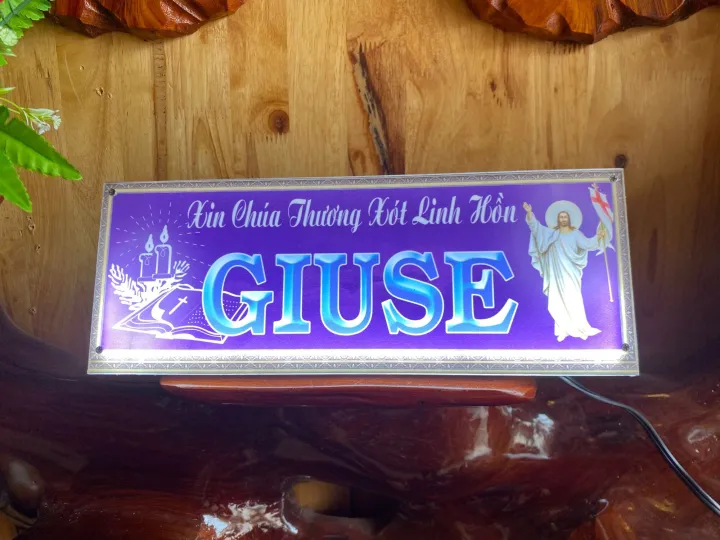 Xin Chúa Thương Xót Linh Hồn
GIUSE